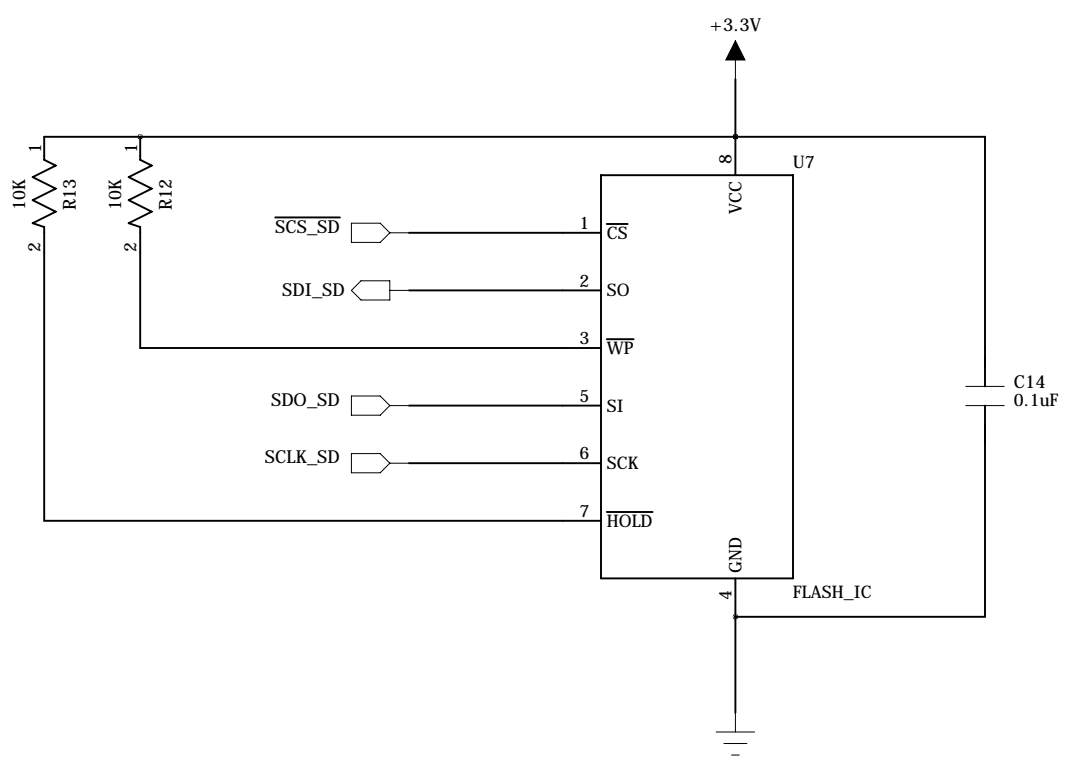 +3.3V
1
10K
R13
2
1
10K
R12
2
8
U7
VCC
SCS_SD
1
CS
SDI_SD
2
SO
3
WP
SDO_SD
5
SI
SCLK_SD
6
SCK
7
HOLD
C14
0.1uF
GND
4
FLASH_IC